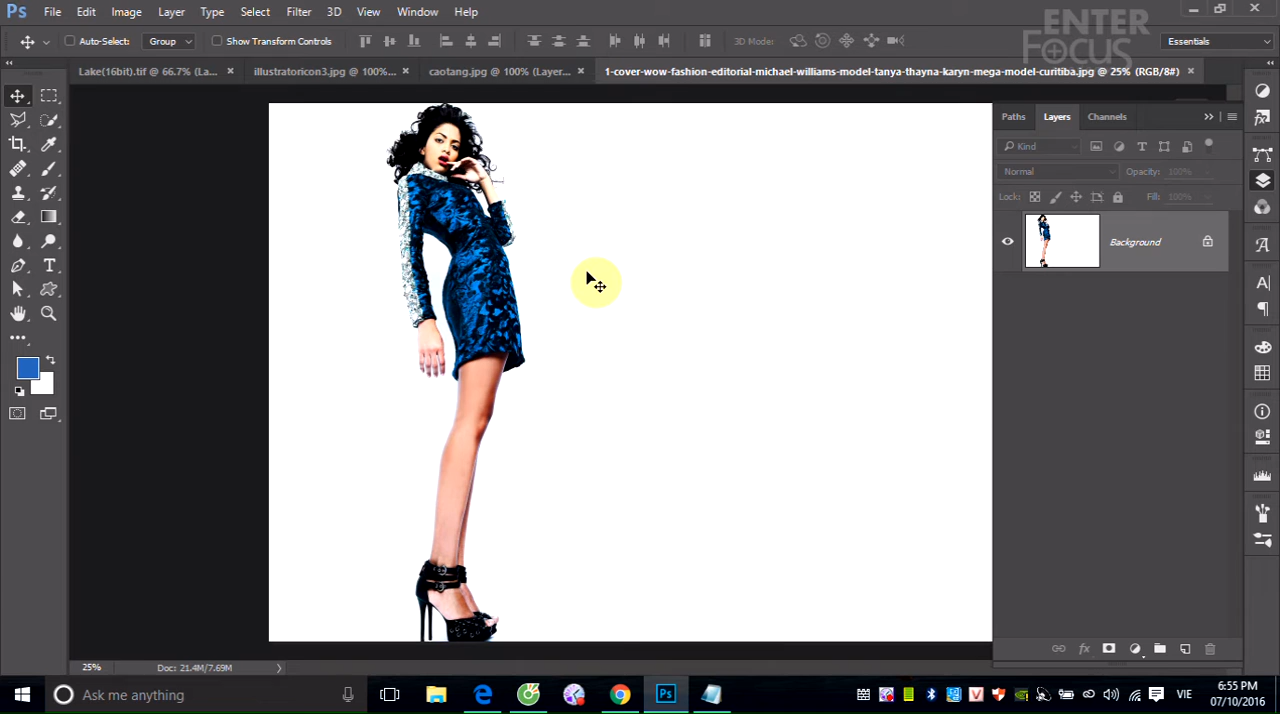 Ps File Edit Image Layer Type Select Filter 3D View Window Help
ENTER
FOCUS
Auto-Select: Group Show Transform Controls 3D Mode: Essentials
Lake(16bit).tif @ 66.7% (La... × illustratoricon3.jpg @ 100%... × caotang.jpg @ 100% (Layer... × 1-cover-wow-fashion-editorial-michael-williams-model-tanya-thayna-karyn-mega-model-curitiba.jpg @ 25% (RGB/8#) ×
Paths Layers Channels
Kind
Normal Opacity: 100%
Lock: Fill: 100%
Background
25% Doc: 21.4M/7.69M
Ask me anything
VIE
6:55 PM
07/10/2016